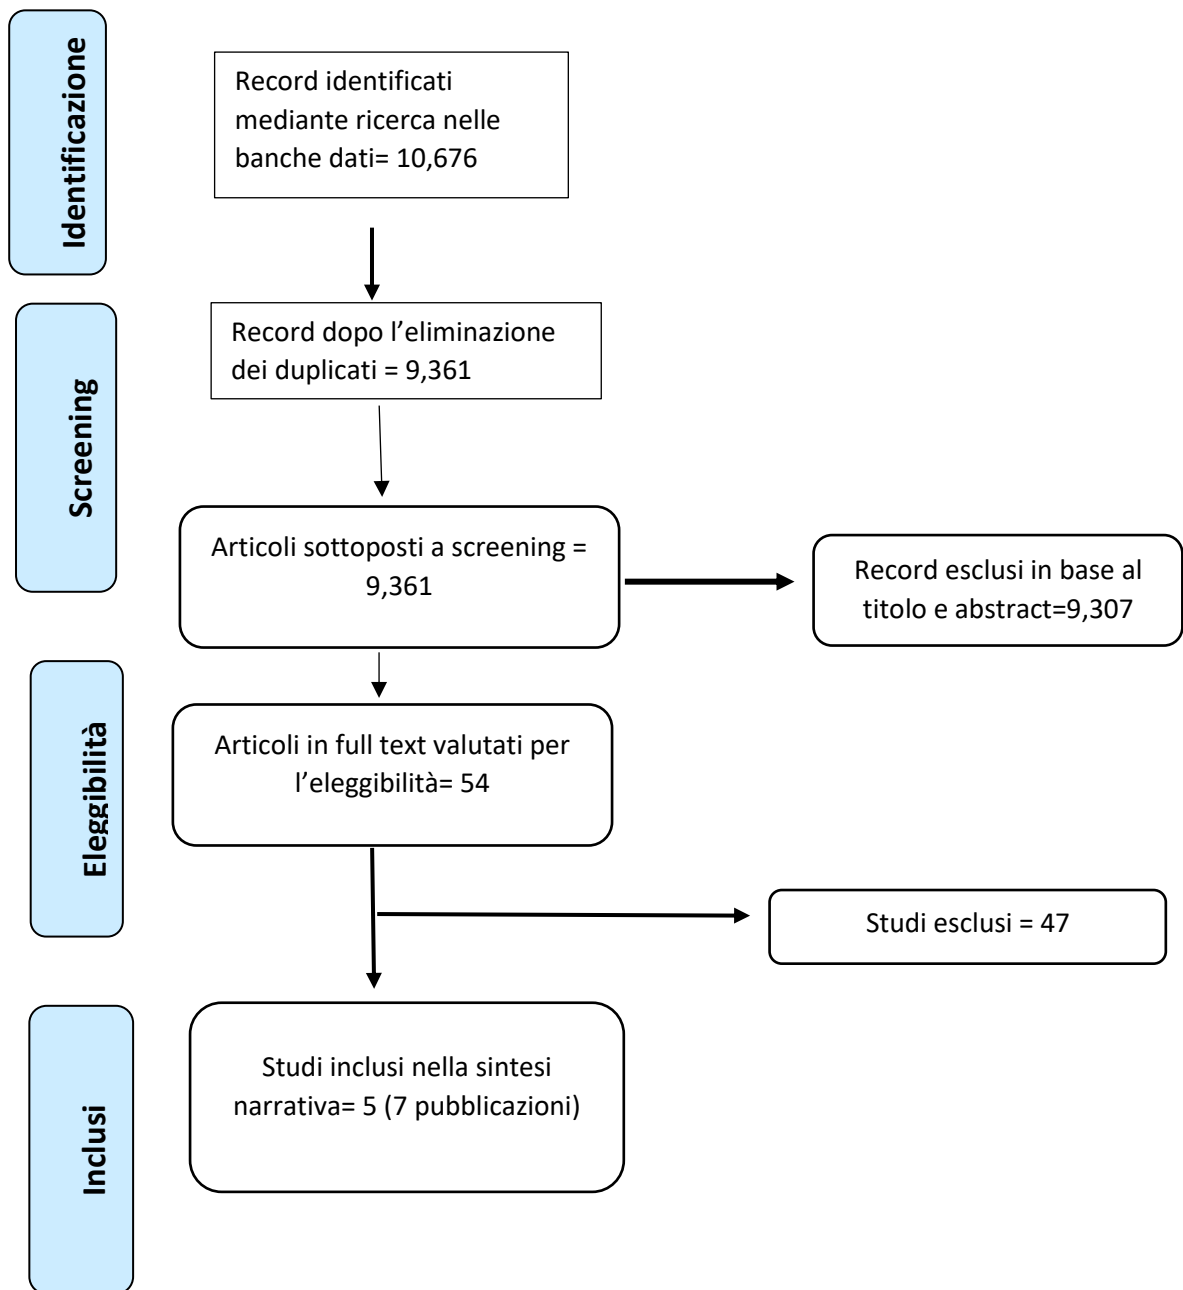 Identificazione
Record identificati
mediante ricerca nelle
banche dati= 10,676
Screening
Record dopo l’eliminazione
dei duplicati = 9,361
Articoli sottoposti a screening =
9,361
Record esclusi in base al
titolo e abstract=9,307
Eleggibilità
Articoli in full text valutati per
l’eleggibilità= 54
Studi esclusi = 47
Inclusi
Studi inclusi nella sintesi
narrativa= 5 (7 pubblicazioni)